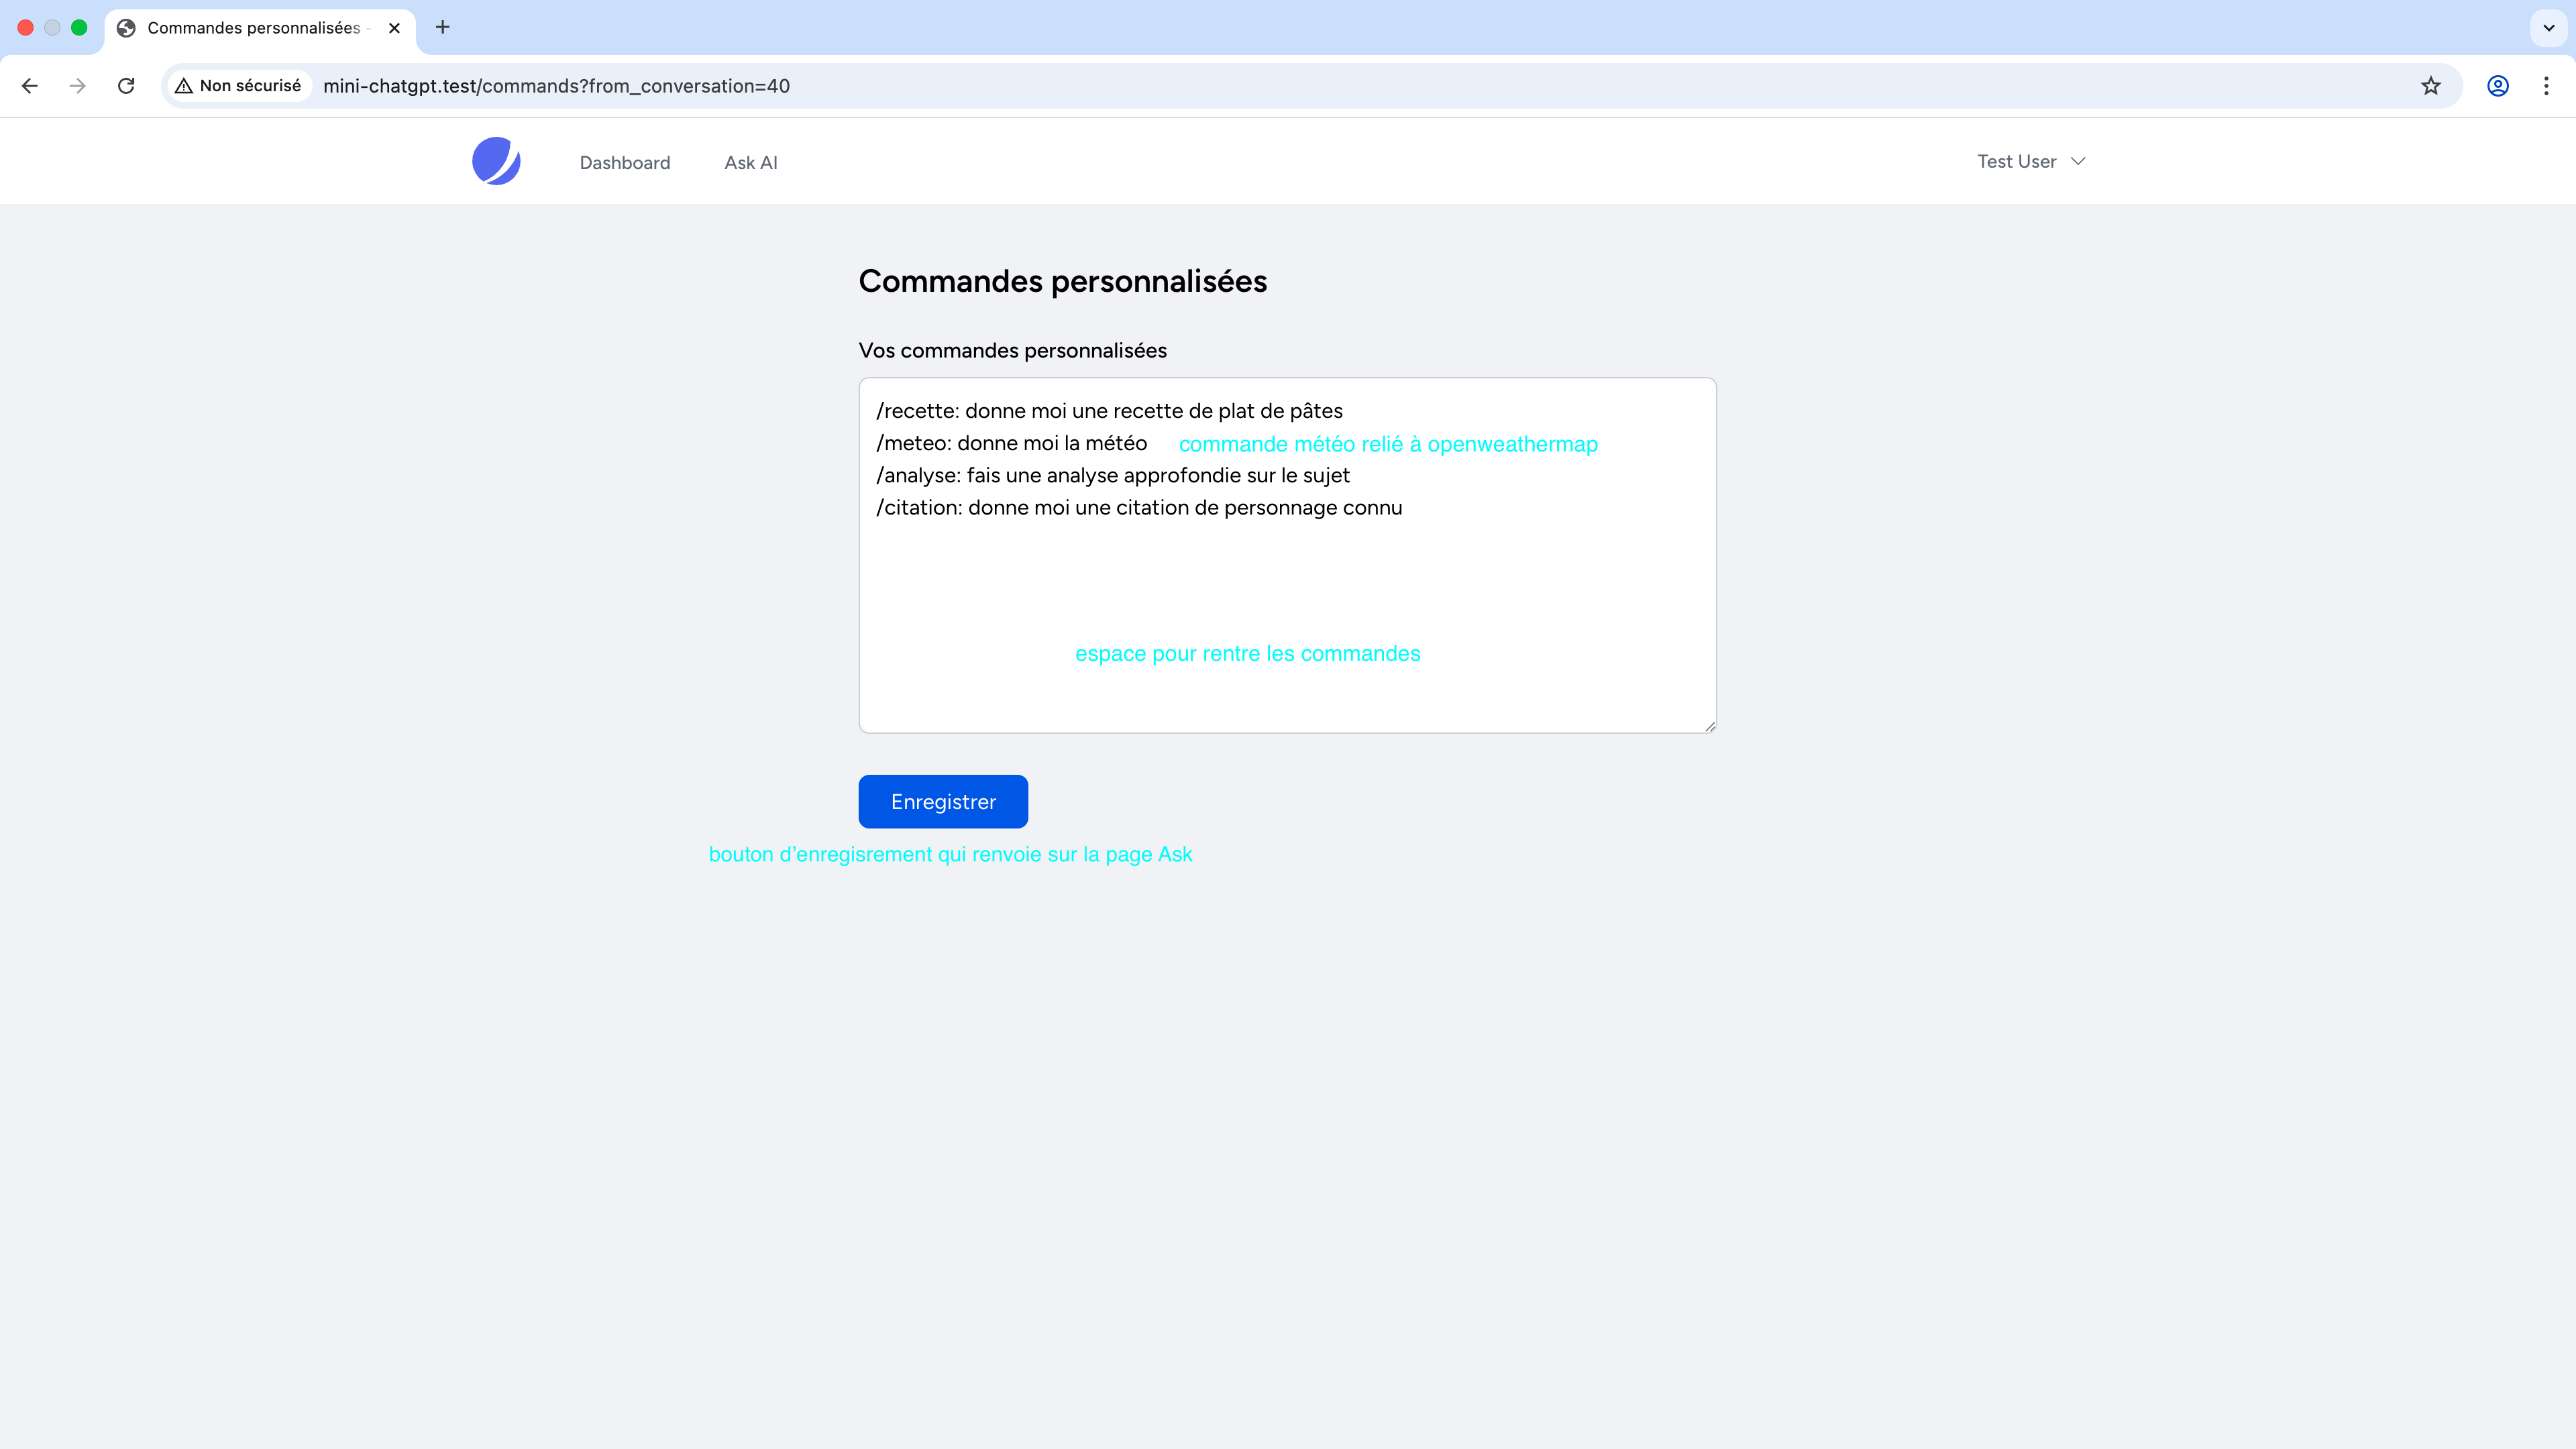 Commandes personnalisées -
Non sécurisé
mini-chatgpt.test/commands?from_conversation=40
Dashboard
Ask AI
Test User
Commandes personnalisées
Vos commandes personnalisées
/recette: donne moi une recette de plat de pâtes
/meteo: donne moi la météo commande météo relié à openweathermap
/analyse: fais une analyse approfondie sur le sujet
/citation: donne moi une citation de personnage connu
espace pour rentre les commandes
Enregistrer
bouton d’enregisrement qui renvoie sur la page Ask